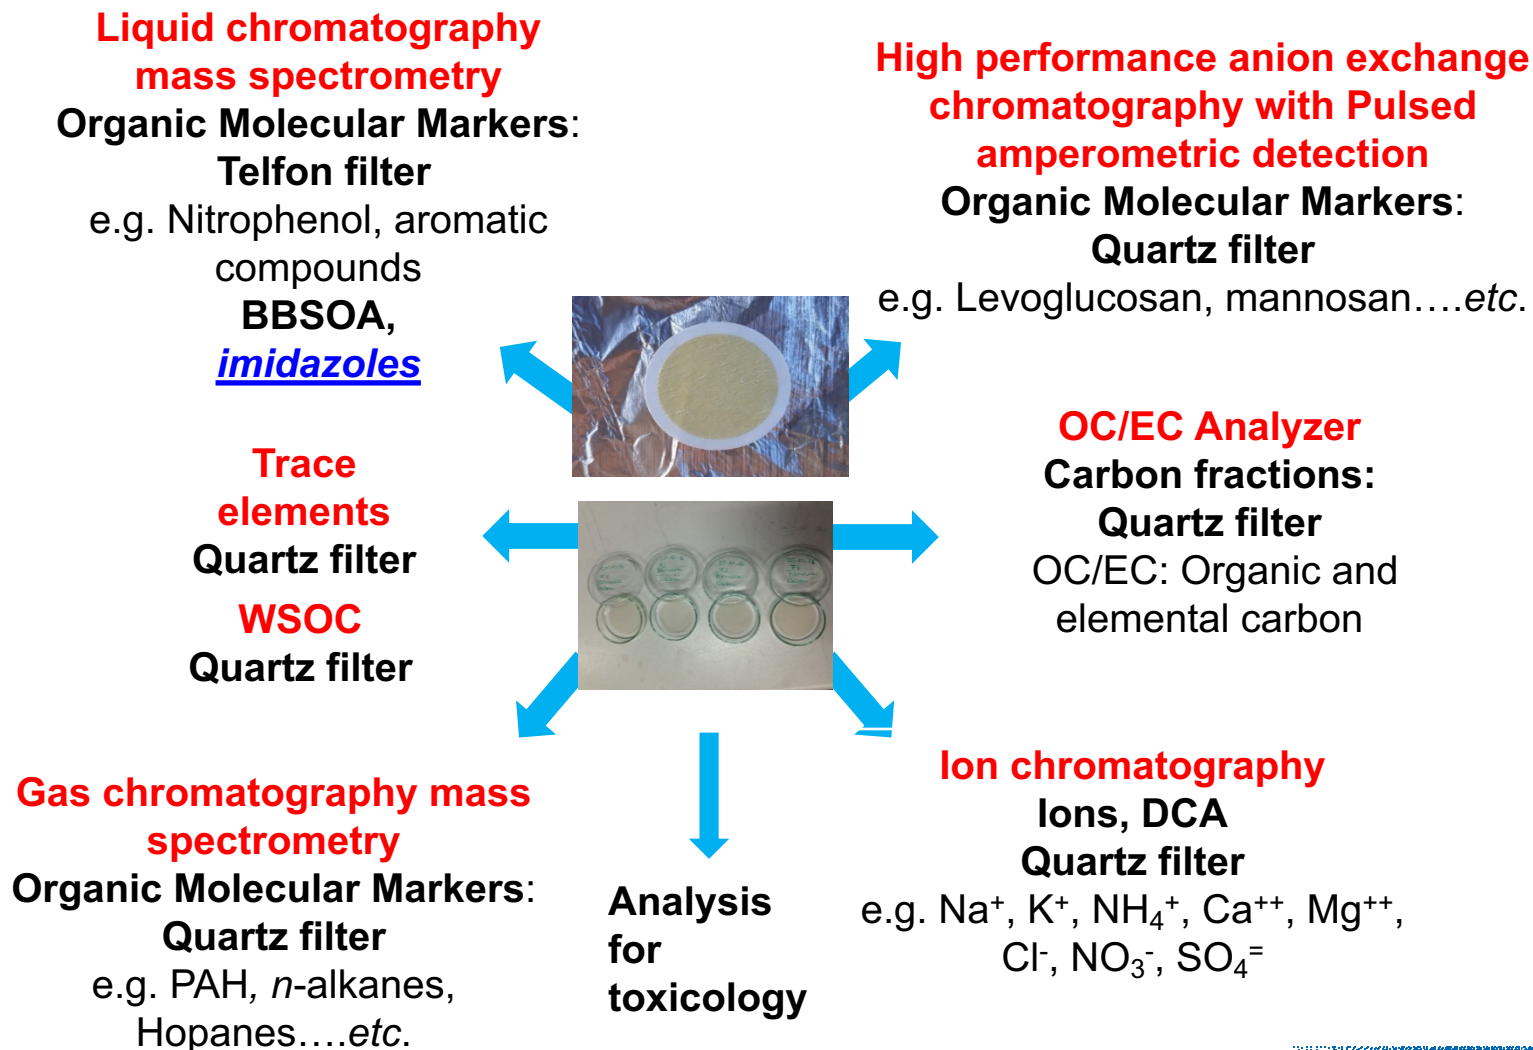 Liquid chromatography
mass spectrometry
Organic Molecular Markers:
Telfon filter
e.g. Nitrophenol, aromatic
compounds
BBSOA,
imidazoles
High performance anion exchange
chromatography with Pulsed
amperometric detection
Organic Molecular Markers:
Quartz filter
e.g. Levoglucosan, mannosan….etc.
Trace
elements
Quartz filter
WSOC
Quartz filter
OC/EC Analyzer
Carbon fractions:
Quartz filter
OC/EC: Organic and
elemental carbon
Gas chromatography mass
spectrometry
Organic Molecular Markers:
Quartz filter
e.g. PAH, n-alkanes,
Hopanes….etc.
Analysis
for
toxicology
Ion chromatography
Ions, DCA
Quartz filter
e.g. Na⁺, K⁺, NH₄⁺, Ca⁺⁺, Mg⁺⁺,
Cl⁻, NO₃⁻, SO₄⁼